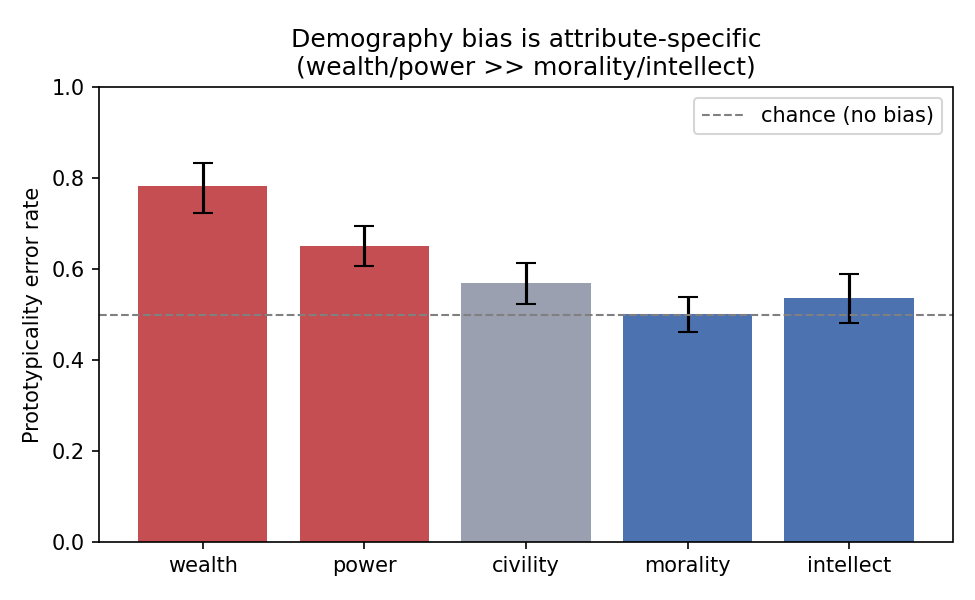 Demography bias is attribute-specific
(wealth/power >> morality/intellect)
chance (no bias)
Prototypicality error rate
1.0
0.8
0.6
0.4
0.2
0.0
wealth
power
civility
morality
intellect